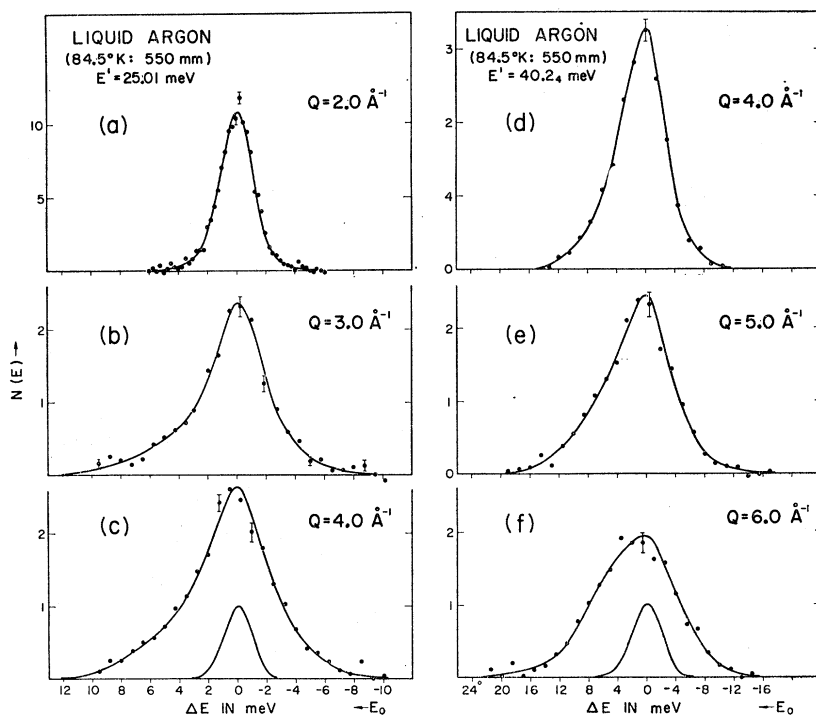 LIQUID ARGON
(84.5°K: 550 mm)
E' = 25.01 meV
Q = 2.0 Å⁻¹
(a)
10
5
(b)
Q = 3.0 Å⁻¹
2
1
N (E) →
(c)
Q = 4.0 Å⁻¹
2
1
12 10 8 6 4 2 0 -2 -4 -6 -8 -10
ΔE IN meV ←E₀
LIQUID ARGON
(84.5°K: 550 mm)
E' = 40.24 meV
Q = 4.0 Å⁻¹
(d)
3
2
4
0
(e)
Q = 5.0 Å⁻¹
2
1
0
(f)
Q = 6.0 Å⁻¹
2
1
0
24 20 16 12 8 4 0 -4 -8 -12 -16
ΔE IN meV ←E₀